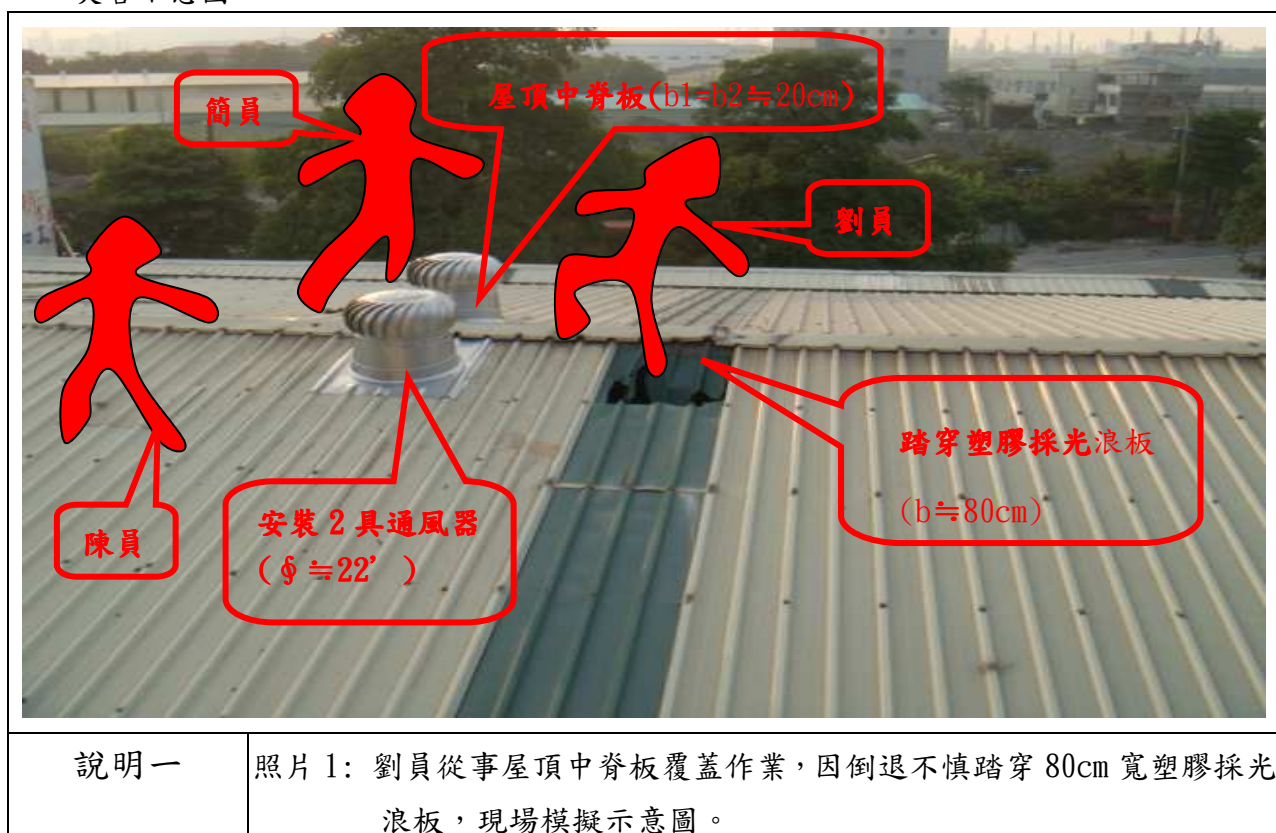 簡員
屋頂中脊板(b1=b2≒20cm)
劉員
踏穿塑膠採光浪板
(b≒80cm)
安裝2具通風器
(∮≒22’)
陳員
說明一
照片1: 劉員從事屋頂中脊板覆蓋作業，因倒退不慎踏穿80cm寬塑膠採光
浪板，現場模擬示意圖。